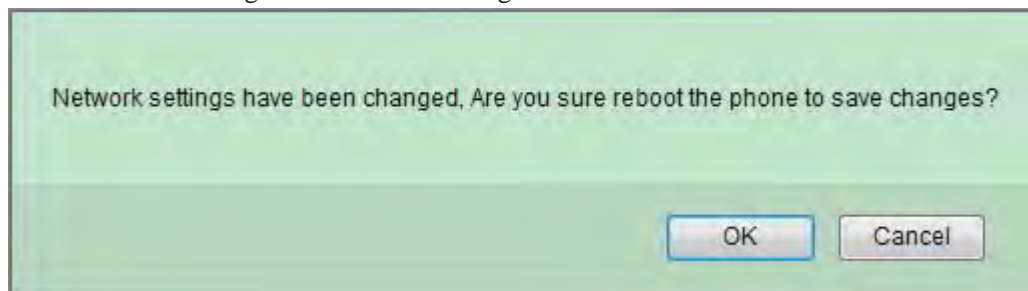 Network settings have been changed, Are you sure reboot the phone to save changes?
OK
Cancel